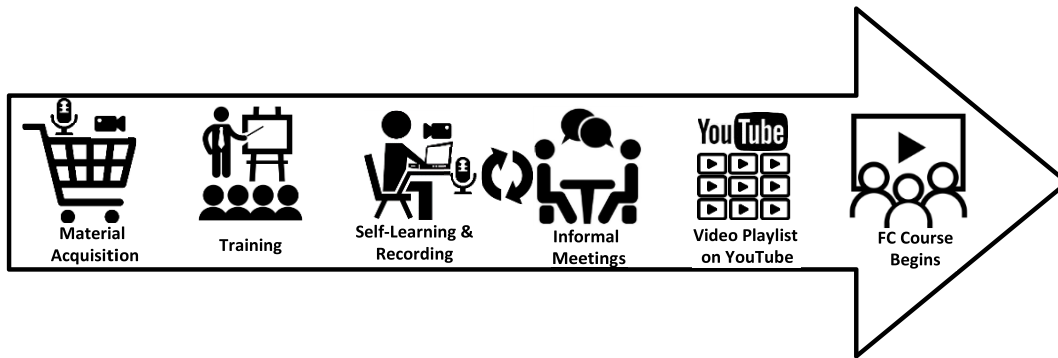 Material
Acquisition
Training
Self-Learning &
Recording
Informal
Meetings
YouTube
Video Playlist
on YouTube
FC Course
Begins